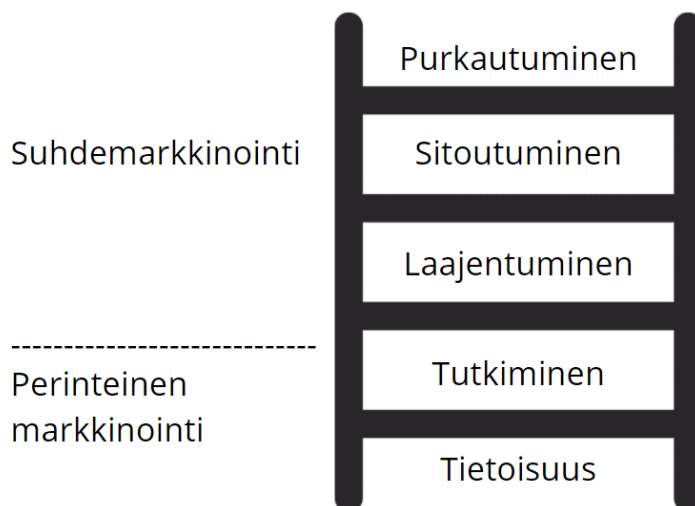 Purkautuminen
Suhdemarkkinointi
Sitoutuminen
Laajentuminen
-----------------------------
Perinteinen
markkinointi
Tutkiminen
Tietoisuus